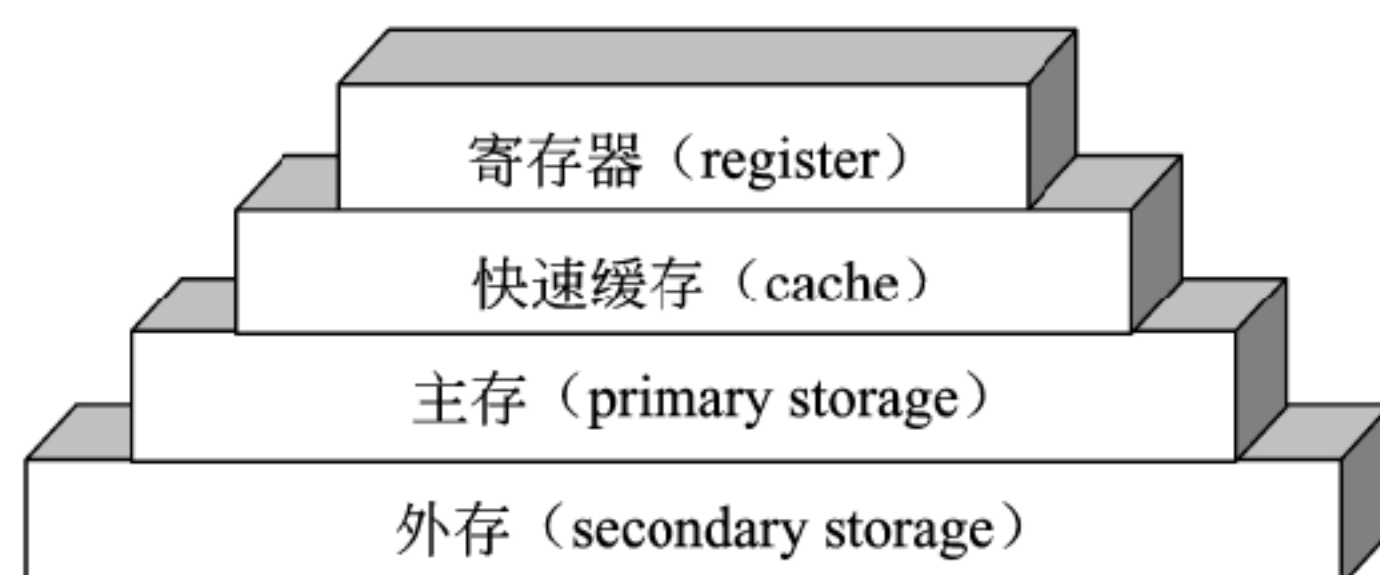 寄存器（register）
快速缓存（cache）
主存（primary storage）
外存（secondary storage）